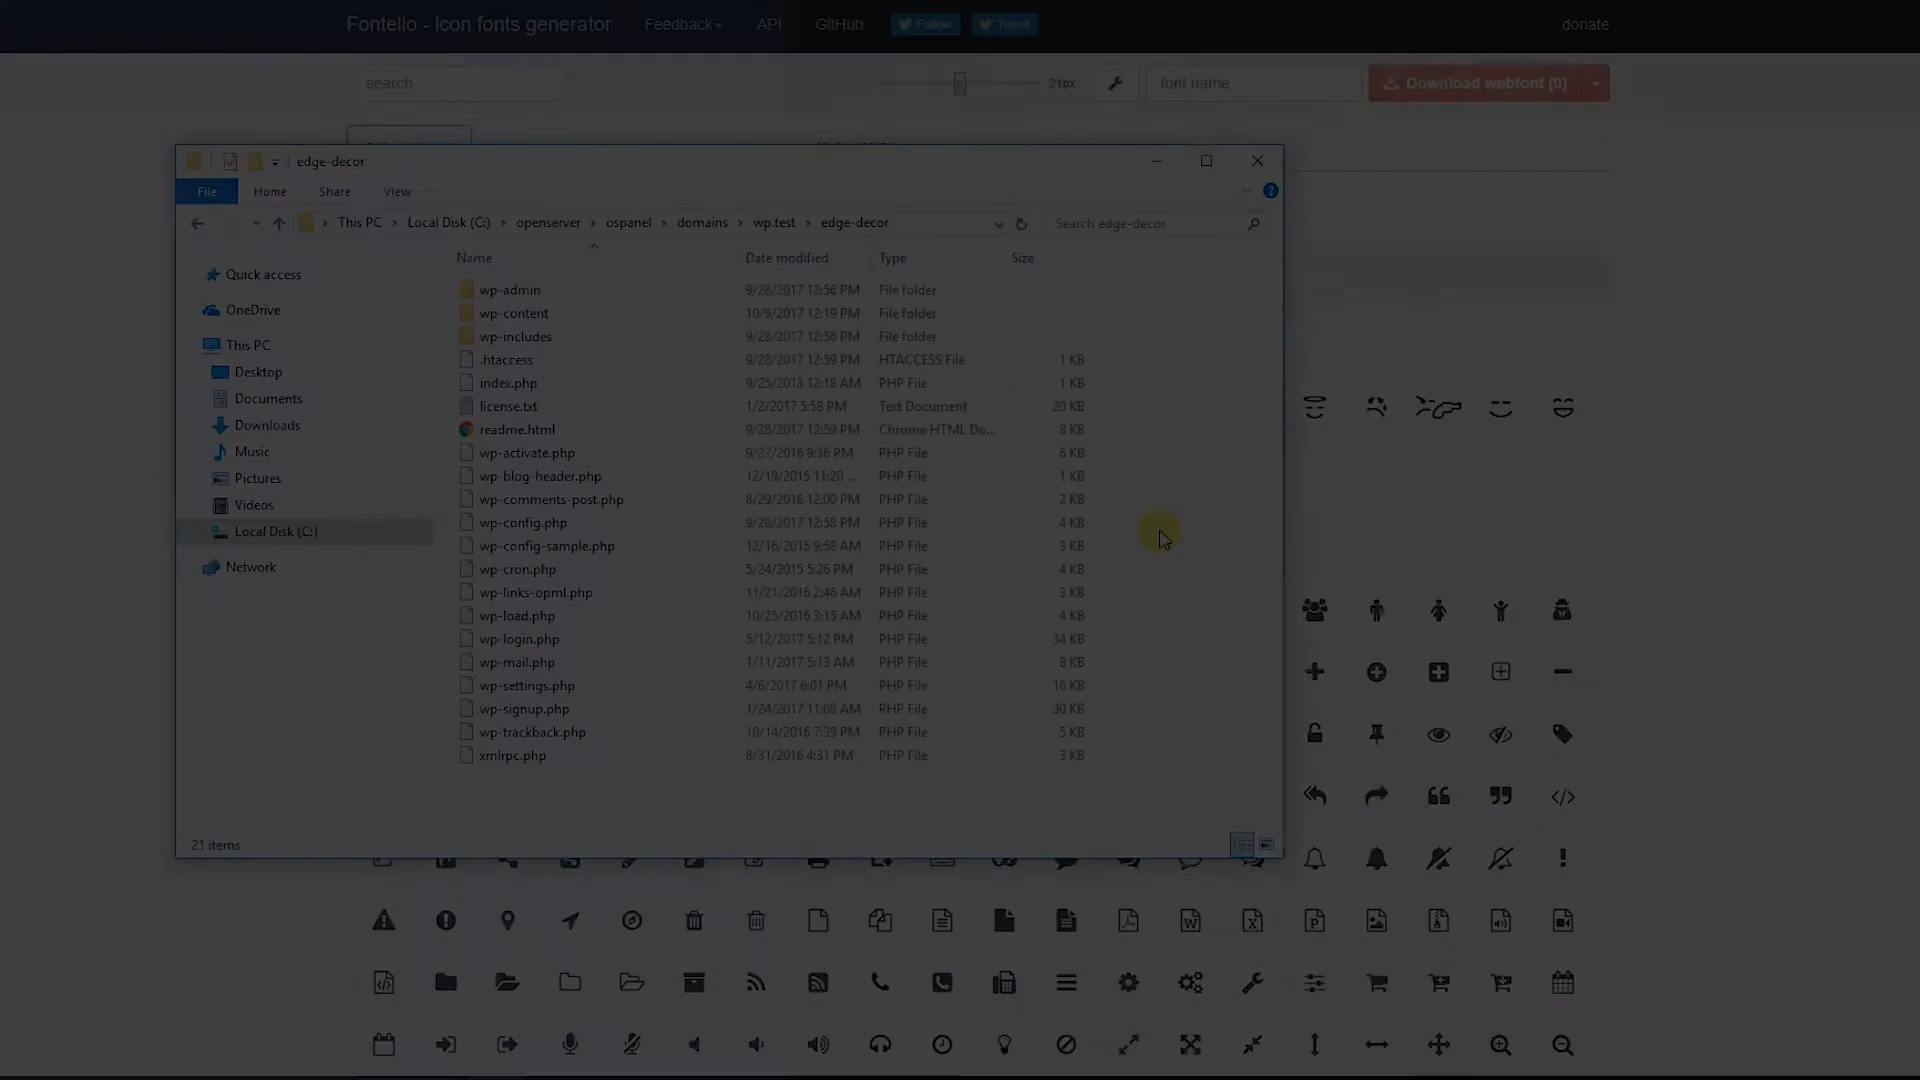 Fontello - icon fonts generator Feedback API GitHub Follow Tweet donate
search 21px font name Download webfont (0)
edge-decor
File Home Share View
This PC Local Disk (C:) openserver ospanel domains wp.test edge-decor Search edge-decor
Name Date modified Type Size
Quick access
OneDrive
This PC
Desktop
Documents
Downloads
Music
Pictures
Videos
Local Disk (C:)
Network
wp-admin 9/28/2017 12:56 PM File folder
wp-content 10/9/2017 12:19 PM File folder
wp-includes 9/28/2017 12:56 PM File folder
.htaccess 9/28/2017 12:59 PM HTACCESS File 1 KB
index.php 9/25/2013 12:18 AM PHP File 1 KB
license.txt 1/2/2017 5:58 PM Text Document 20 KB
readme.html 9/28/2017 12:59 PM Chrome HTML Do... 8 KB
wp-activate.php 9/27/2016 9:36 PM PHP File 6 KB
wp-blog-header.php 12/19/2015 11:20 ... PHP File 1 KB
wp-comments-post.php 8/29/2016 12:00 PM PHP File 2 KB
wp-config.php 9/28/2017 12:58 PM PHP File 4 KB
wp-config-sample.php 12/16/2015 9:58 AM PHP File 3 KB
wp-cron.php 5/24/2015 5:26 PM PHP File 4 KB
wp-links-opml.php 11/21/2016 2:46 AM PHP File 3 KB
wp-load.php 10/25/2016 3:15 AM PHP File 4 KB
wp-login.php 5/12/2017 5:12 PM PHP File 34 KB
wp-mail.php 1/11/2017 5:13 AM PHP File 8 KB
wp-settings.php 4/6/2017 6:01 PM PHP File 16 KB
wp-signup.php 1/24/2017 11:08 AM PHP File 30 KB
wp-trackback.php 10/14/2016 7:39 PM PHP File 5 KB
xmlrpc.php 8/31/2016 4:31 PM PHP File 3 KB
21 items